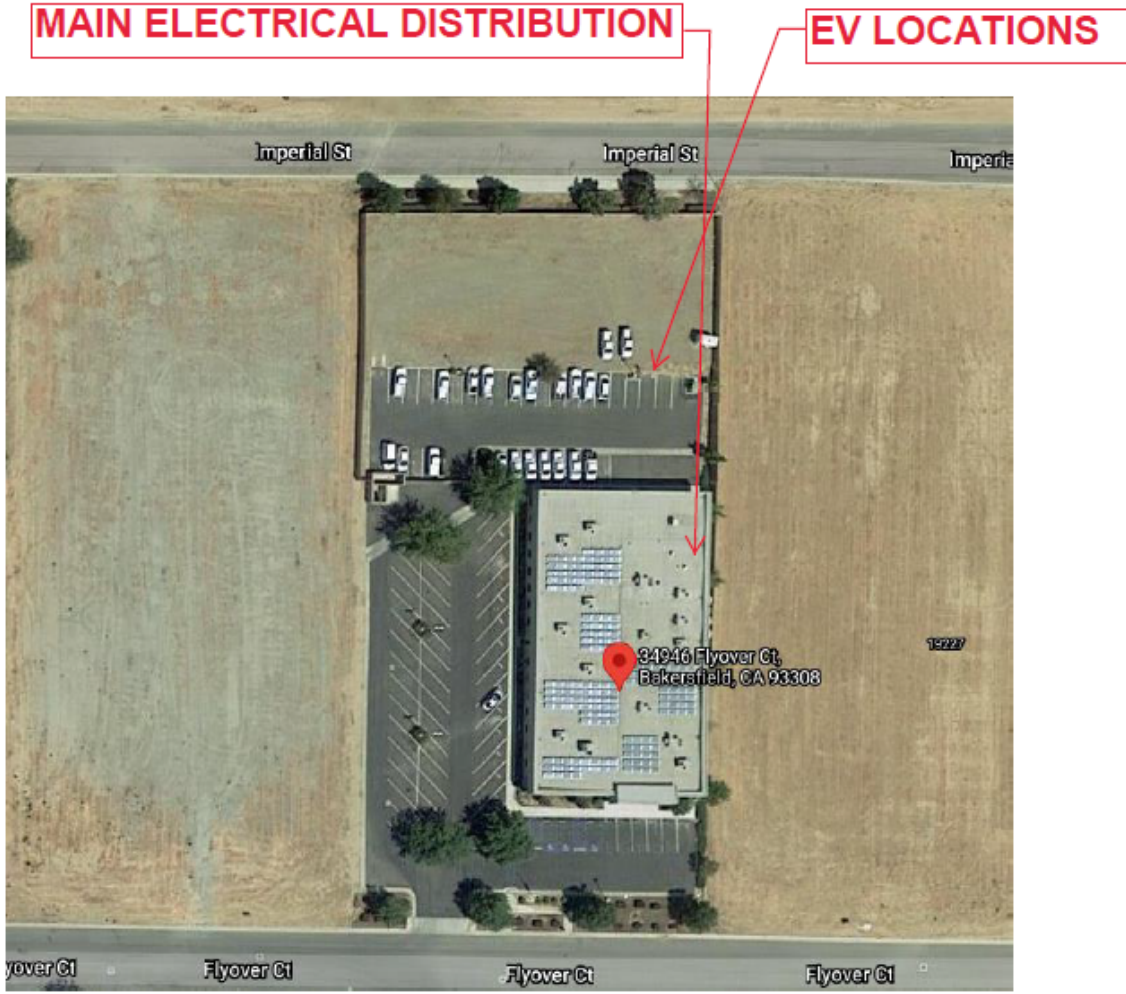 MAIN ELECTRICAL DISTRIBUTION
EV LOCATIONS
Imperial St
Imperial St
Imperia
34946 Flyover Ct,
Bakersfield, CA 93308
19227
yover Ct
Flyover Ct
Flyover Ct
Flyover Ct